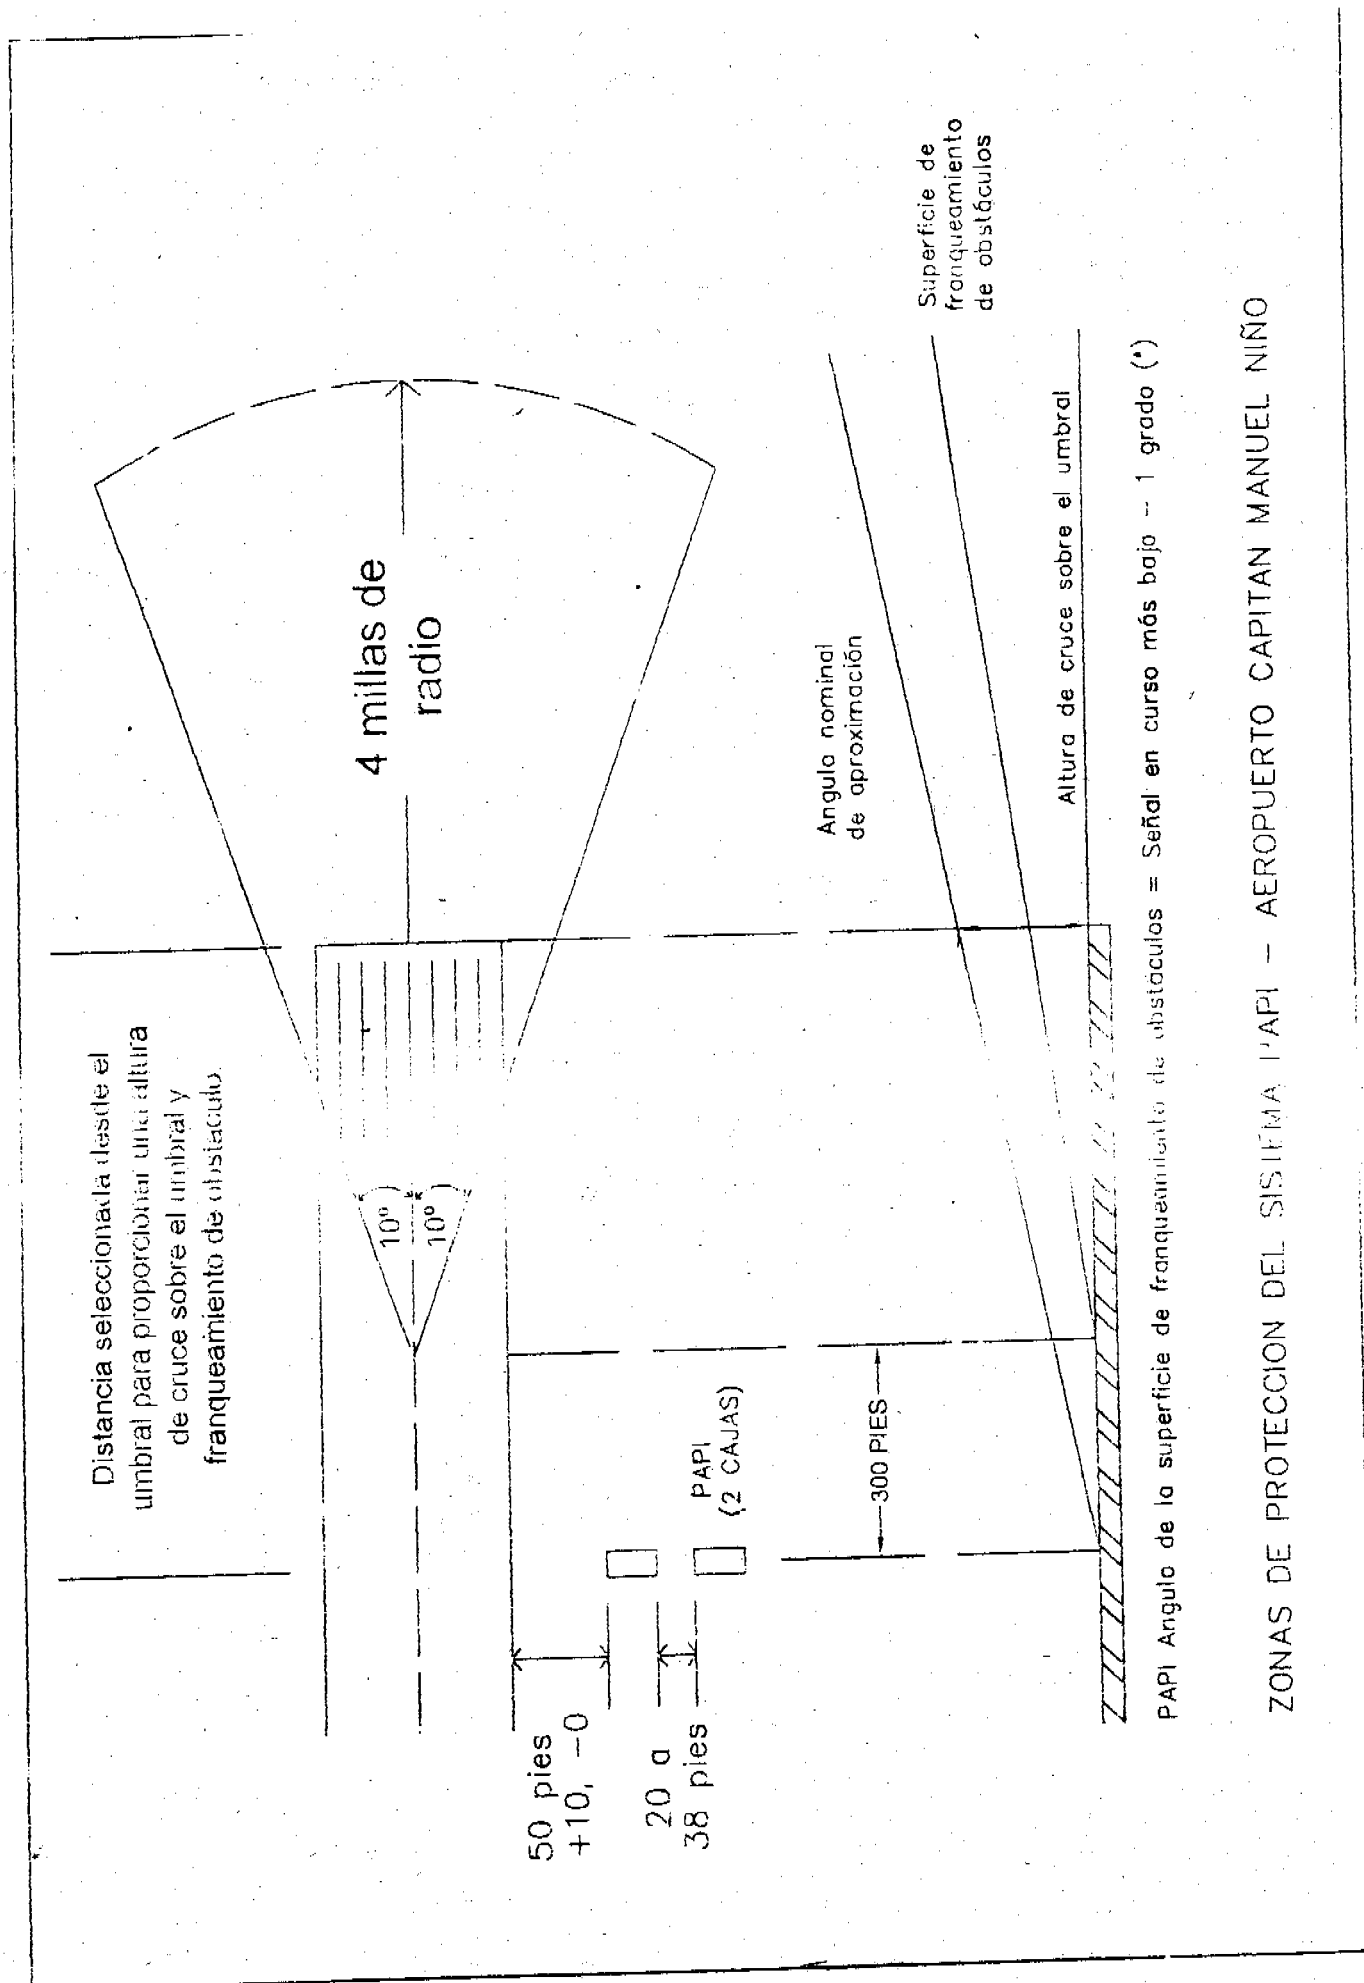 Distancia seleccionada desde el
umbral para proporcionar una altura
de cruce sobre el umbral y
franqueamiento de obstaculo.
10°
10°
4 millas de
radio
50 pies
+10, -0
20 a
38 pies
PAPI
(2 CAJAS)
300 PIES
Angulo nominal
de aproximación
Superficie de
franqueamiento
de obstáculos
Altura de cruce sobre el umbral
PAPI Angulo de la superficie de franqueamiento de obstáculos = Señal en curso más bajo -- 1 grado (*)
ZONAS DE PROTECCION DEL SISTEMA PAPI - AEROPUERTO CAPITAN MANUEL NIÑO